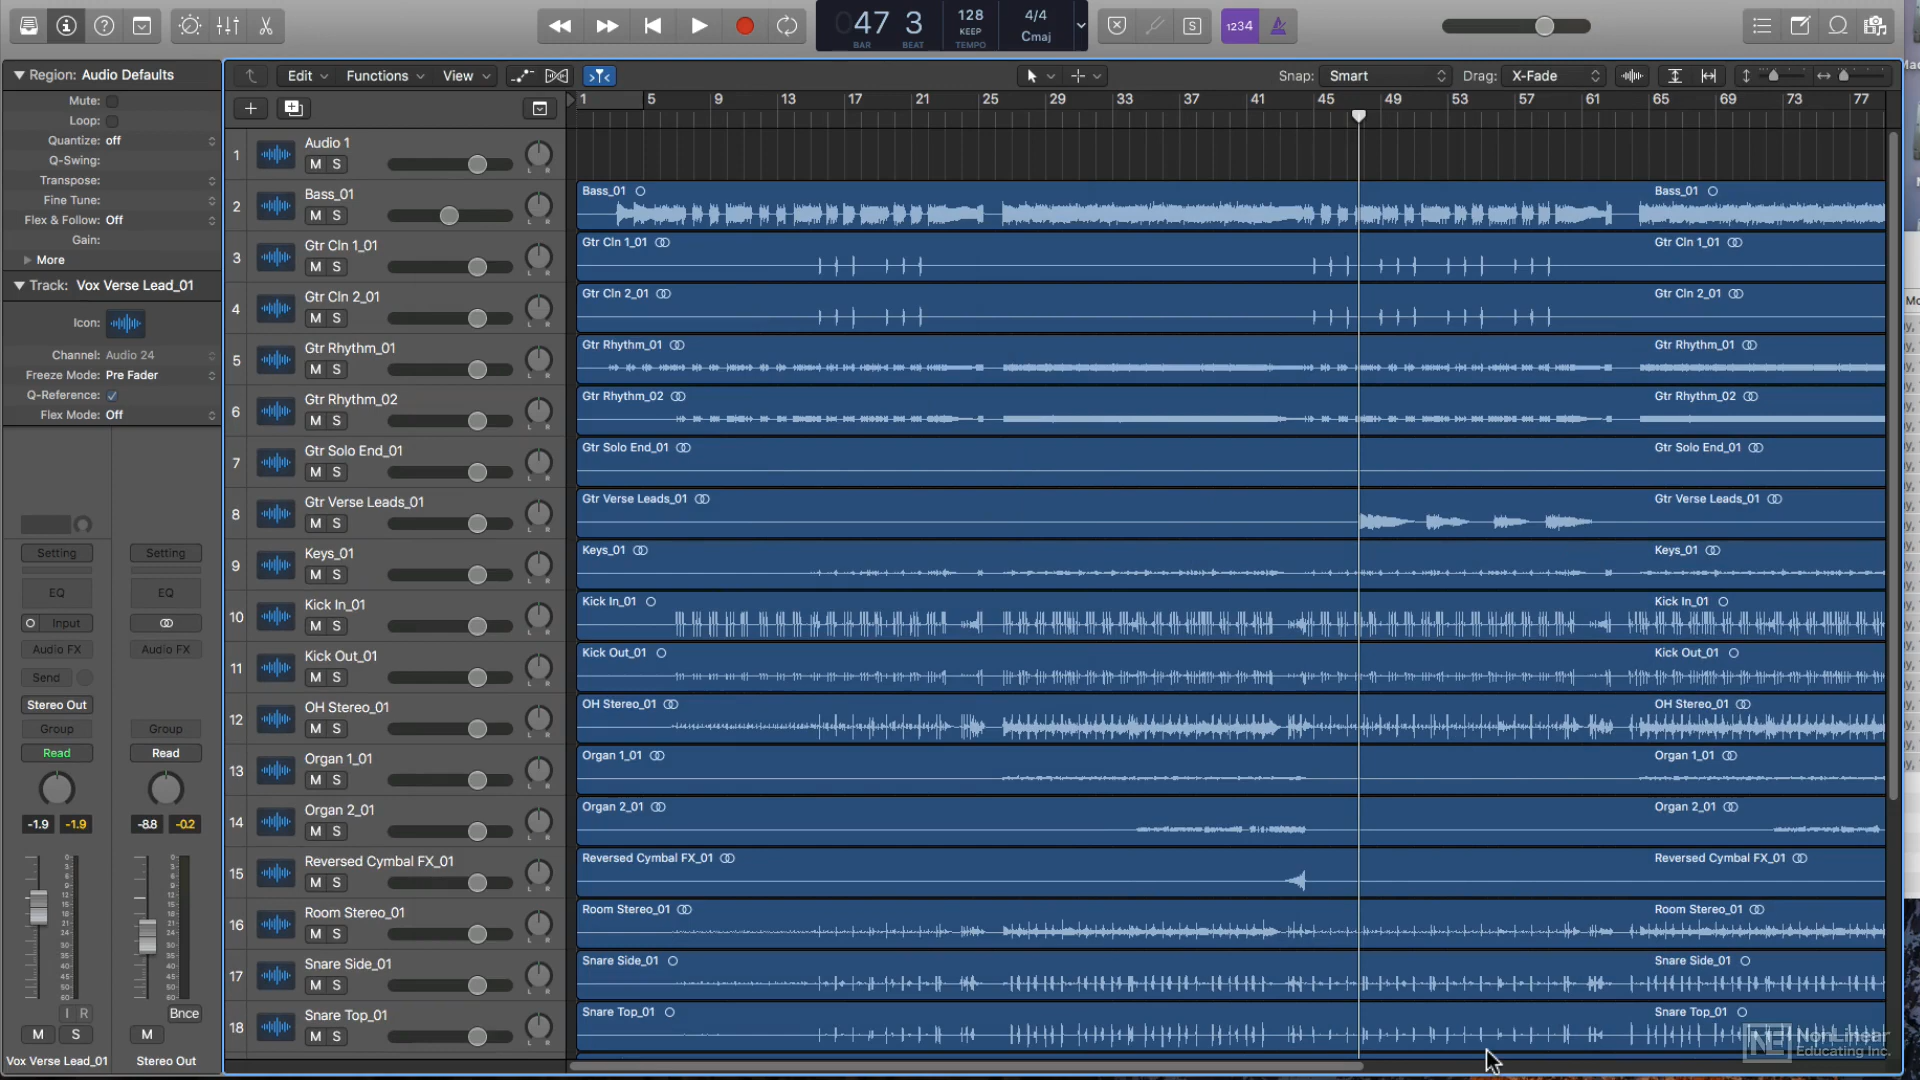 47 3
BAR BEAT
128
KEEP
TEMPO
4/4
Cmaj
S
1234
Region: Audio Defaults
Mute:
Loop:
Quantize: off
Q-Swing:
Transpose:
Fine Tune:
Flex & Follow: Off
Gain:
More
Track: Vox Verse Lead_01
Icon:
Channel: Audio 24
Freeze Mode: Pre Fader
Q-Reference:
Flex Mode: Off
Setting Setting
EQ EQ
Input
Audio FX Audio FX
Send
Stereo Out
Group Group
Read Read
-1.9 -1.9 -8.8 -0.2
I R Bnce
M S M
Vox Verse Lead_01 Stereo Out
Edit Functions View
Snap: Smart Drag: X-Fade
1 5 9 13 17 21 25 29 33 37 41 45 49 53 57 61 65 69 73 77
1 Audio 1
M S
2 Bass_01
M S
Bass_01 Bass_01
3 Gtr Cln 1_01
M S
Gtr Cln 1_01 Gtr Cln 1_01
4 Gtr Cln 2_01
M S
Gtr Cln 2_01 Gtr Cln 2_01
5 Gtr Rhythm_01
M S
Gtr Rhythm_01 Gtr Rhythm_01
6 Gtr Rhythm_02
M S
Gtr Rhythm_02 Gtr Rhythm_02
7 Gtr Solo End_01
M S
Gtr Solo End_01 Gtr Solo End_01
8 Gtr Verse Leads_01
M S
Gtr Verse Leads_01 Gtr Verse Leads_01
9 Keys_01
M S
Keys_01 Keys_01
10 Kick In_01
M S
Kick In_01 Kick In_01
11 Kick Out_01
M S
Kick Out_01 Kick Out_01
12 OH Stereo_01
M S
OH Stereo_01 OH Stereo_01
13 Organ 1_01
M S
Organ 1_01 Organ 1_01
14 Organ 2_01
M S
Organ 2_01 Organ 2_01
15 Reversed Cymbal FX_01
M S
Reversed Cymbal FX_01 Reversed Cymbal FX_01
16 Room Stereo_01
M S
Room Stereo_01 Room Stereo_01
17 Snare Side_01
M S
Snare Side_01 Snare Side_01
18 Snare Top_01
M S
Snare Top_01 Snare Top_01
NE NonLinear
Educating Inc.